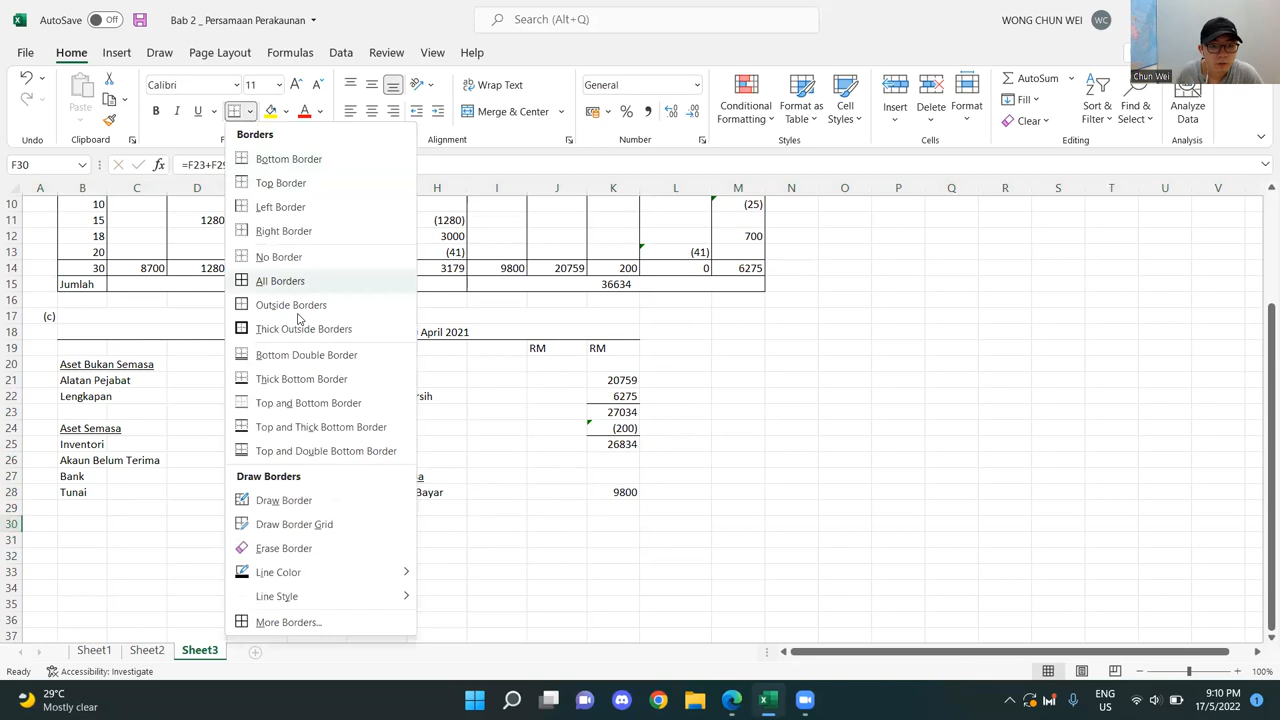 AutoSave Off Bab 2 _ Persamaan Perakaunan Search (Alt+Q) WONG CHUN WEI WC
File Home Insert Draw Page Layout Formulas Data Review View Help
Chun Wei
Paste Calibri 11 Wrap Text General Conditional Formatting Format as Table Cell Styles Insert Delete Format AutoSum Sort & Filter Find & Select Analyze Data
B I U A Merge & Center % Fill
Clear
Undo Clipboard Alignment Number Styles Cells Editing Analysis
F30 fx =F23+F29
Borders
Bottom Border
Top Border
Left Border
Right Border
No Border
All Borders
Outside Borders
Thick Outside Borders
Bottom Double Border
Thick Bottom Border
Top and Bottom Border
Top and Thick Bottom Border
Top and Double Bottom Border
Draw Borders
Draw Border
Draw Border Grid
Erase Border
Line Color
Line Style
More Borders...
A B C D H I J K L M N O P Q R S T U V
10 10 (25)
11 15 1280 (1280)
12 18 3000 700
13 20 (41) (41)
14 30 8700 1280 3179 9800 20759 200 0 6275
15 Jumlah 36634
16
17 (c)
18 April 2021
19 RM RM
20 Aset Bukan Semasa
21 Alatan Pejabat 20759
22 Lengkapan 6275
23 27034
24 Aset Semasa (200)
25 Inventori 26834
26 Akaun Belum Terima
27 Bank
28 Tunai Bayar 9800
29
30
31
32
33
34
35
36
37
Sheet1 Sheet2 Sheet3
Ready Accessibility: Investigate 100%
29°C
Mostly clear
ENG
US
9:10 PM
17/5/2022
1